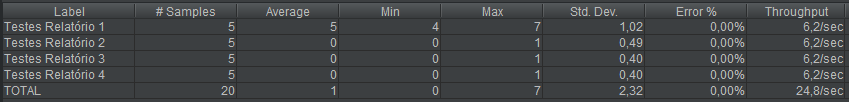 Label # Samples Average Min Max Std. Dev. Error % Throughput
Testes Relatório 1 5 5 4 7 1,02 0,00% 6,2/sec
Testes Relatório 2 5 0 0 1 0,49 0,00% 6,2/sec
Testes Relatório 3 5 0 0 1 0,40 0,00% 6,2/sec
Testes Relatório 4 5 0 0 1 0,40 0,00% 6,2/sec
TOTAL 20 1 0 7 2,32 0,00% 24,8/sec